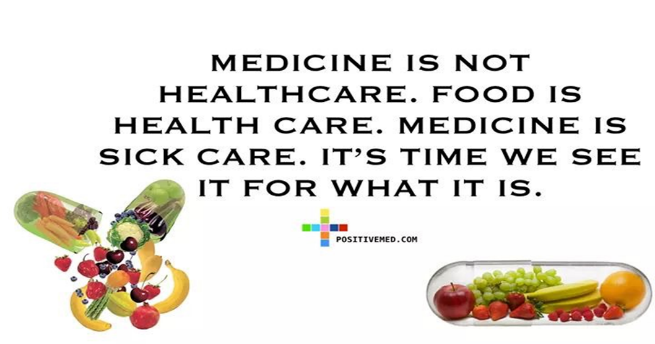 MEDICINE IS NOT
HEALTHCARE. FOOD IS
HEALTH CARE. MEDICINE IS
SICK CARE. IT’S TIME WE SEE
IT FOR WHAT IT IS.
POSITIVEMED.COM